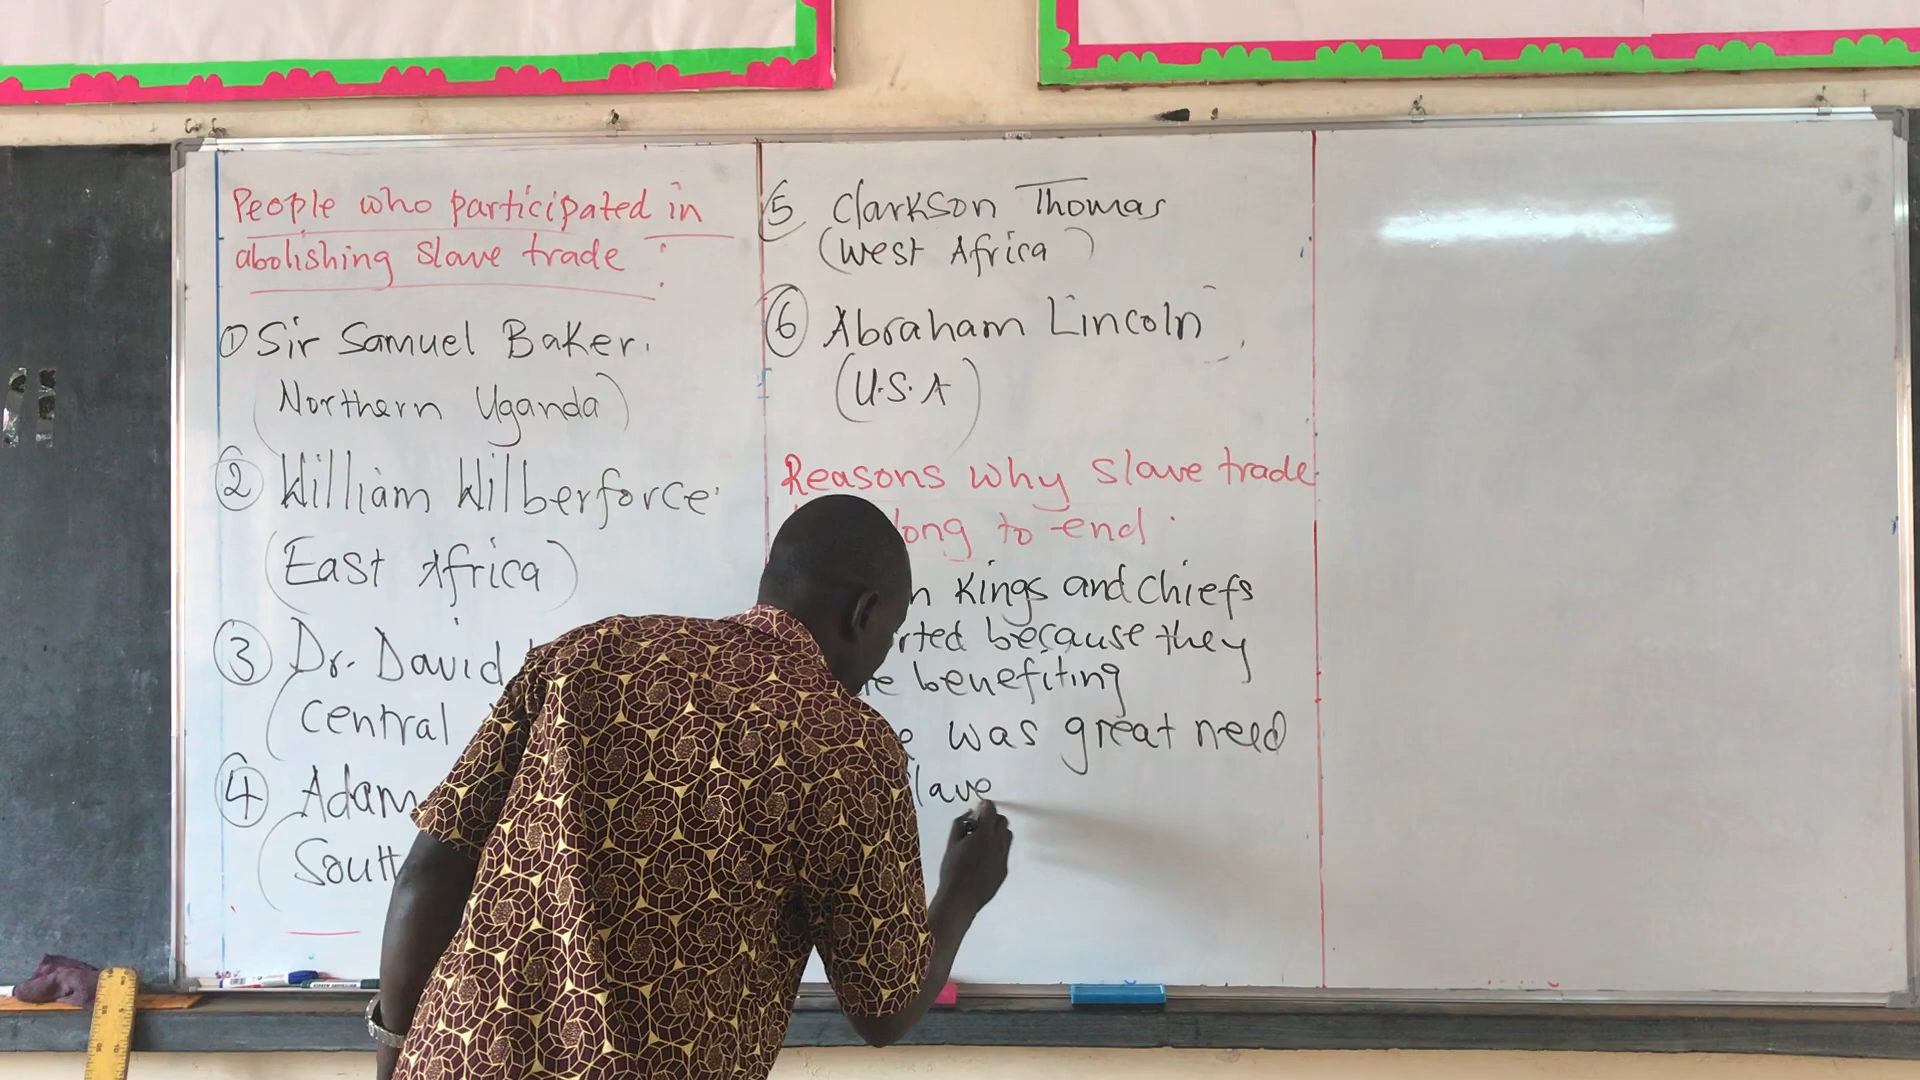 People who participated in
abolishing slave trade :
① Sir Samuel Baker.
(Northern Uganda)
② William Wilberforce.
(East Africa)
③ Dr. David
(Central
④ Adam
(South
⑤ Clarkson Thomas
(West Africa)
⑥ Abraham Lincoln
(U.S.A)
Reasons why slave trade
long to end.
Kings and Chiefs
because they
benefiting
was great need